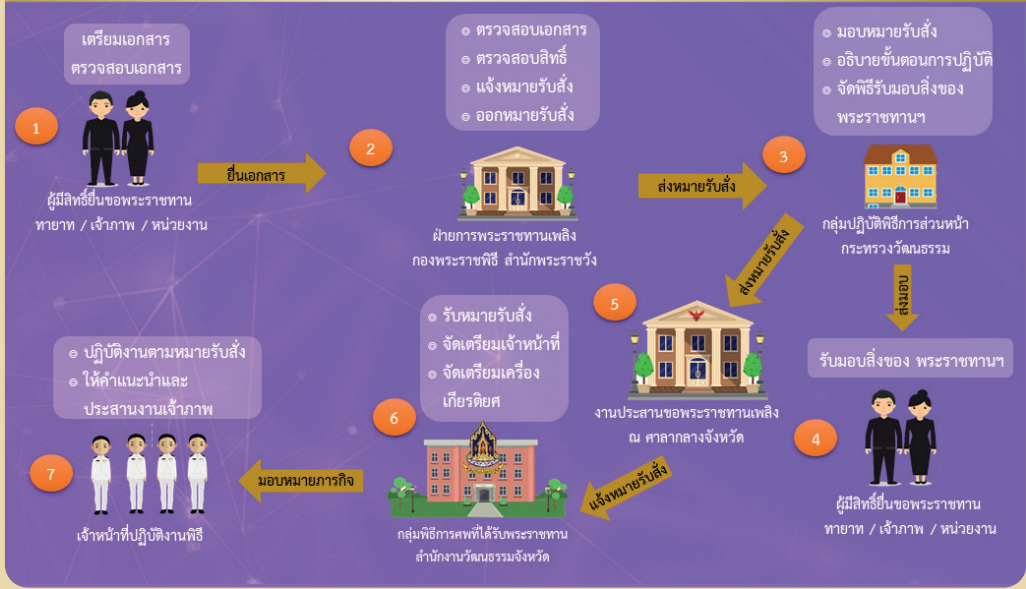 เตรียมเอกสาร
ตรวจสอบเอกสาร
1
ผู้มีสิทธิ์ยื่นขอพระราชทาน
ทายาท / เจ้าภาพ / หน่วยงาน
ยื่นเอกสาร
ตรวจสอบเอกสาร
ตรวจสอบสิทธิ์
แจ้งหมายรับสั่ง
ออกหมายรับสั่ง
2
ฝ่ายการพระราชทานเพลิง
กองพระราชพิธี สำนักพระราชวัง
ส่งหมายรับสั่ง
มอบหมายรับสั่ง
อธิบายขั้นตอนการปฏิบัติ
จัดพิธีรับมอบสิ่งของ
พระราชทานฯ
3
กลุ่มปฏิบัติพิธีการส่วนหน้า
กระทรวงวัฒนธรรม
ส่งมอบ
ส่งหมายรับสั่ง
รับมอบสิ่งของ พระราชทานฯ
4
ผู้มีสิทธิ์ยื่นขอพระราชทาน
ทายาท / เจ้าภาพ / หน่วยงาน
5
งานประสานขอพระราชทานเพลิง
ณ ศาลากลางจังหวัด
แจ้งหมายรับสั่ง
รับหมายรับสั่ง
จัดเตรียมเจ้าหน้าที่
จัดเตรียมเครื่อง
เกียรติยศ
6
กลุ่มพิธีการศพที่ได้รับพระราชทาน
สำนักงานวัฒนธรรมจังหวัด
มอบหมายภารกิจ
ปฏิบัติงานตามหมายรับสั่ง
ให้คำแนะนำและ
ประสานงานเจ้าภาพ
7
เจ้าหน้าที่ปฏิบัติงานพิธี